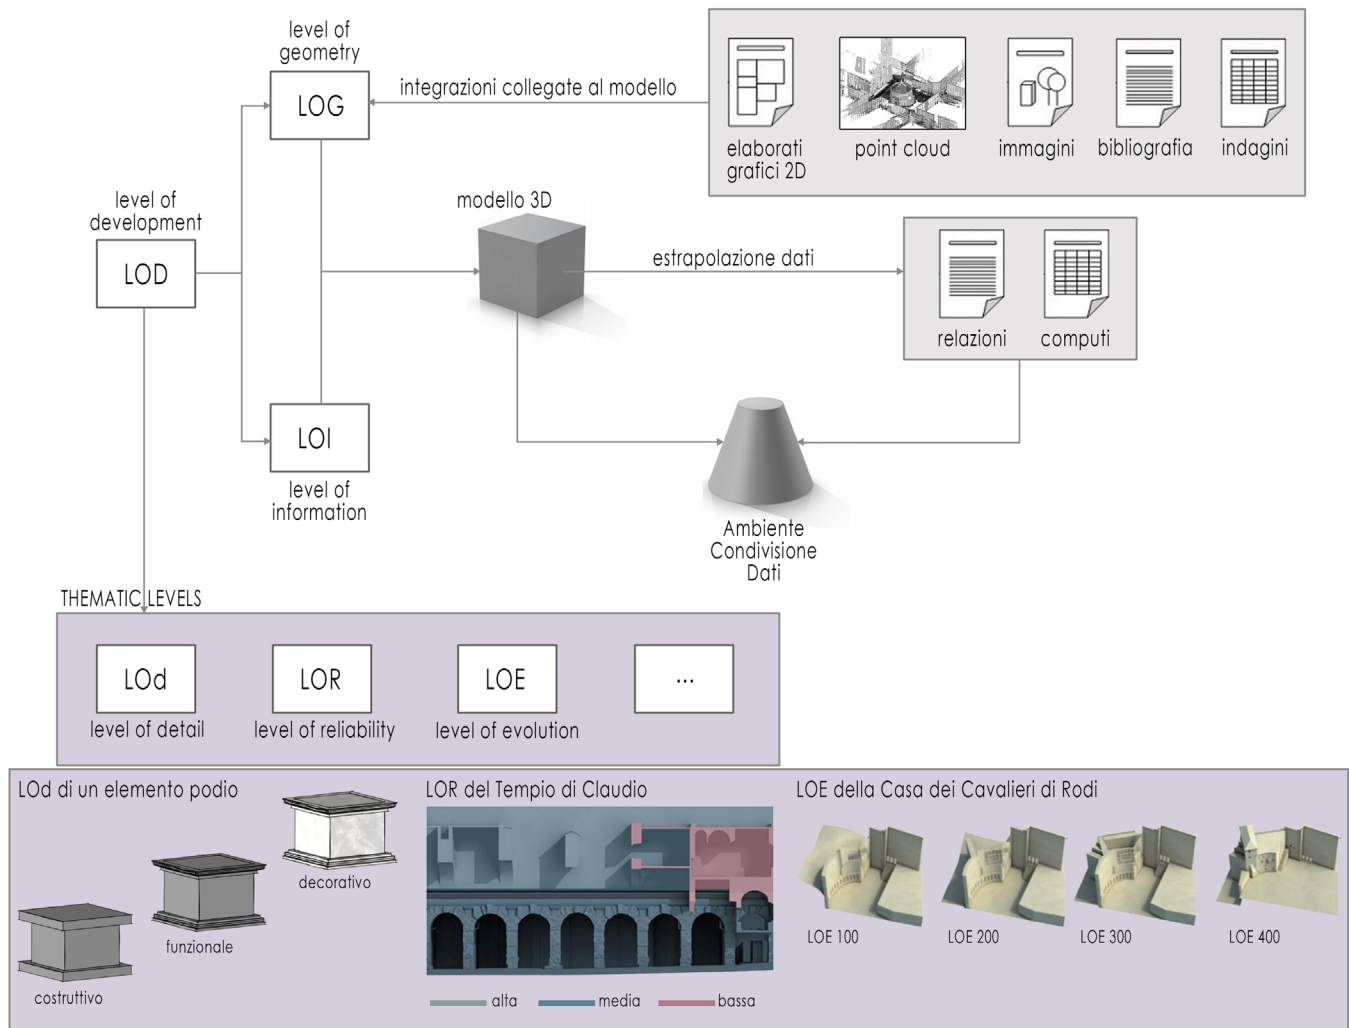 level of
geometry
LOG
integrazioni collegate al modello
elaborati
grafici 2D
point cloud
immagini
bibliografia
indagini
level of
development
LOD
modello 3D
estrapolazione dati
relazioni
computi
LOI
level of
information
Ambiente
Condivisione
Dati
THEMATIC LEVELS
LOd
level of detail
LOR
level of reliability
LOE
level of evolution
...
LOd di un elemento podio
decorativo
funzionale
costruttivo
LOR del Tempio di Claudio
alta
media
bassa
LOE della Casa dei Cavalieri di Rodi
LOE 100
LOE 200
LOE 300
LOE 400